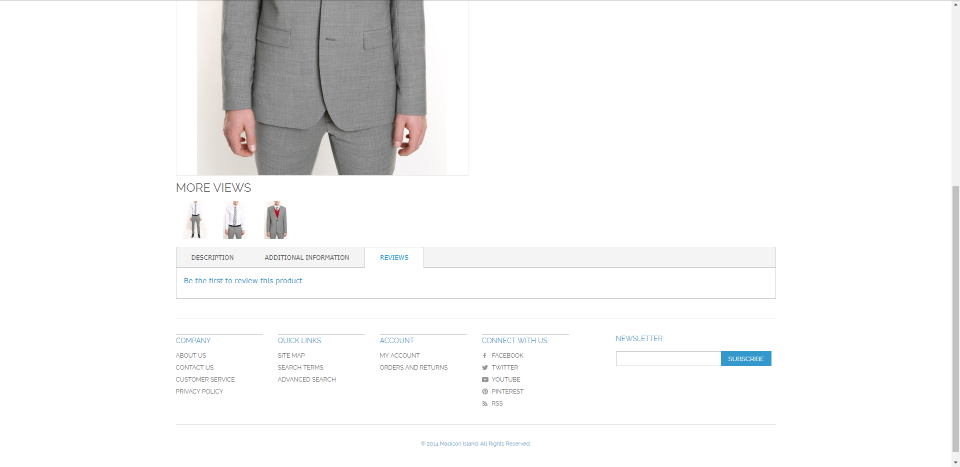 MORE VIEWS
DESCRIPTION ADDITIONAL INFORMATION REVIEWS
Be the first to review this product
COMPANY
ABOUT US
CONTACT US
CUSTOMER SERVICE
PRIVACY POLICY
QUICK LINKS
SITE MAP
SEARCH TERMS
ADVANCED SEARCH
ACCOUNT
MY ACCOUNT
ORDERS AND RETURNS
CONNECT WITH US
FACEBOOK
TWITTER
YOUTUBE
PINTEREST
RSS
NEWSLETTER
SUBSCRIBE
© 2014 Madison Island. All Rights Reserved.